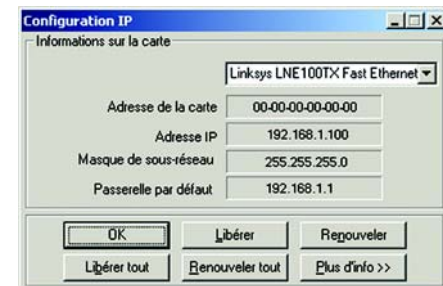 Configuration IP
Informations sur la carte
Linksys LNE100TX Fast Ethernet
Adresse de la carte 00-00-00-00-00-00
Adresse IP 192.168.1.100
Masque de sous-réseau 255.255.255.0
Passerelle par défaut 192.168.1.1
OK Libérer Renouveler
Libérer tout Renouveler tout Plus d'info >>